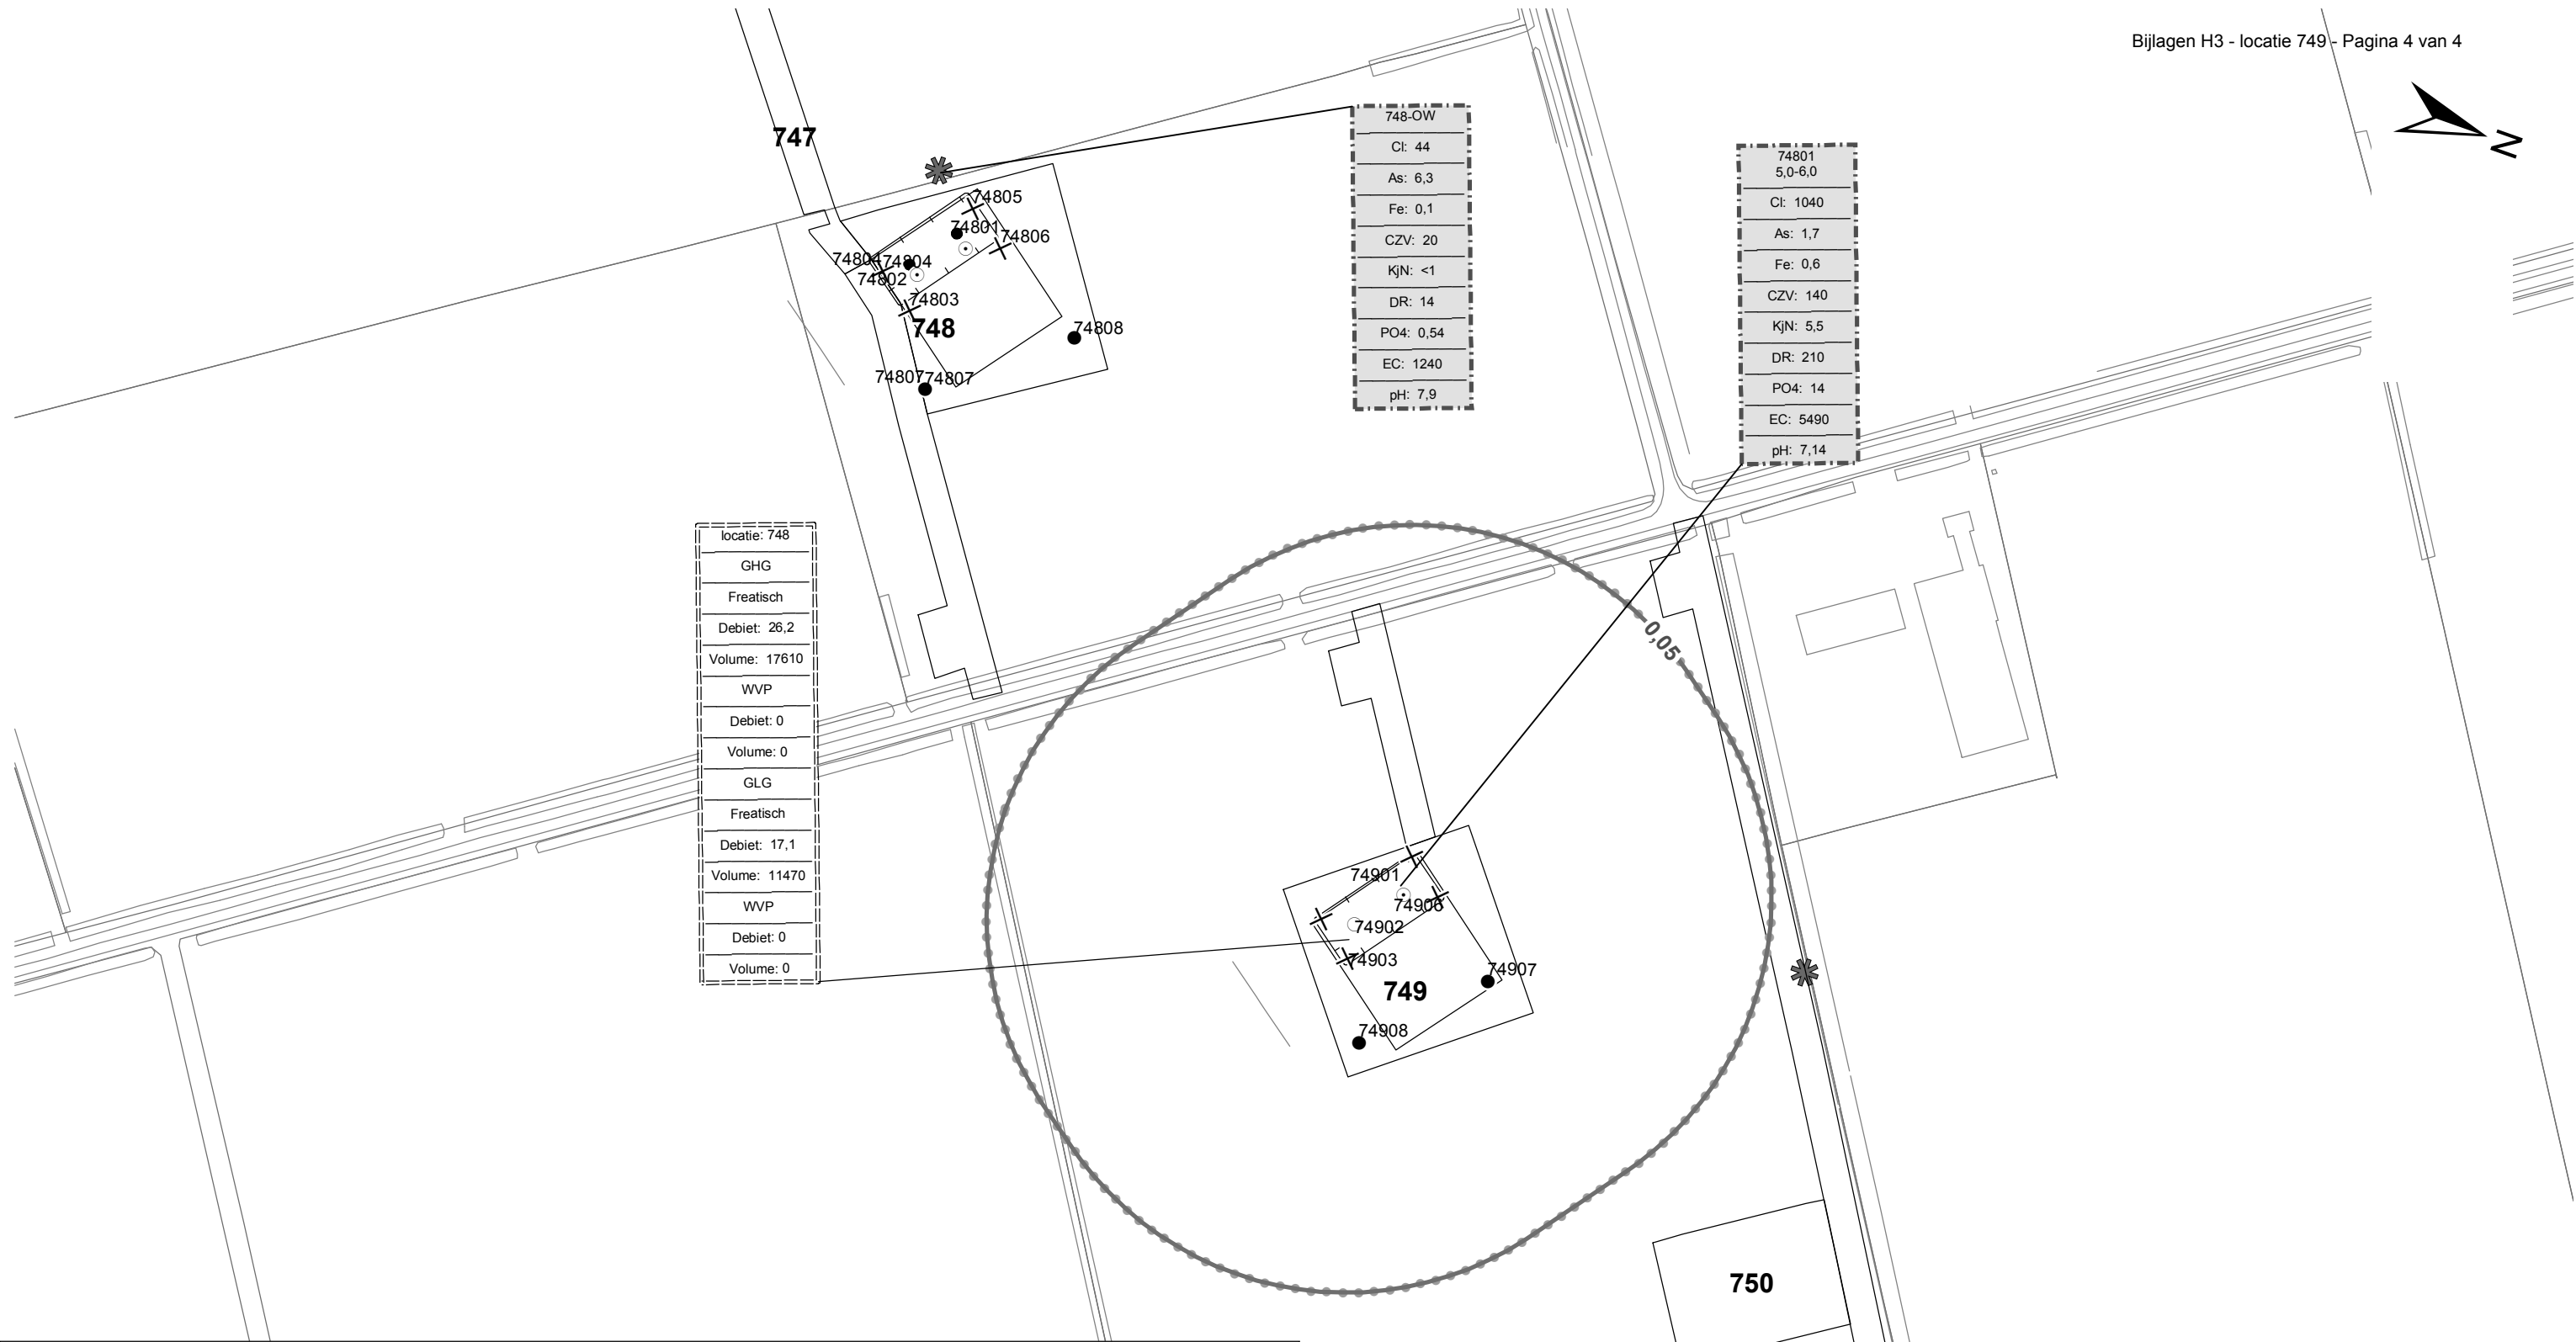 Bijlagen H3 - locatie 749 - Pagina 4 van 4
N
747
748-OW
Cl: 44
As: 6,3
Fe: 0,1
CZV: 20
KjN: <1
DR: 14
PO4: 0,54
EC: 1240
pH: 7,9
74801
5,0-6,0
Cl: 1040
As: 1,7
Fe: 0,6
CZV: 140
KjN: 5,5
DR: 210
PO4: 14
EC: 5490
pH: 7,14
74805
74801
74806
74804
74804
74802
74803
748
74808
74807
74807
locatie: 748
GHG
Freatisch
Debiet: 26,2
Volume: 17610
WVP
Debiet: 0
Volume: 0
GLG
Freatisch
Debiet: 17,1
Volume: 11470
WVP
Debiet: 0
Volume: 0
0,05
74901
74906
74902
74903
74907
749
74908
750